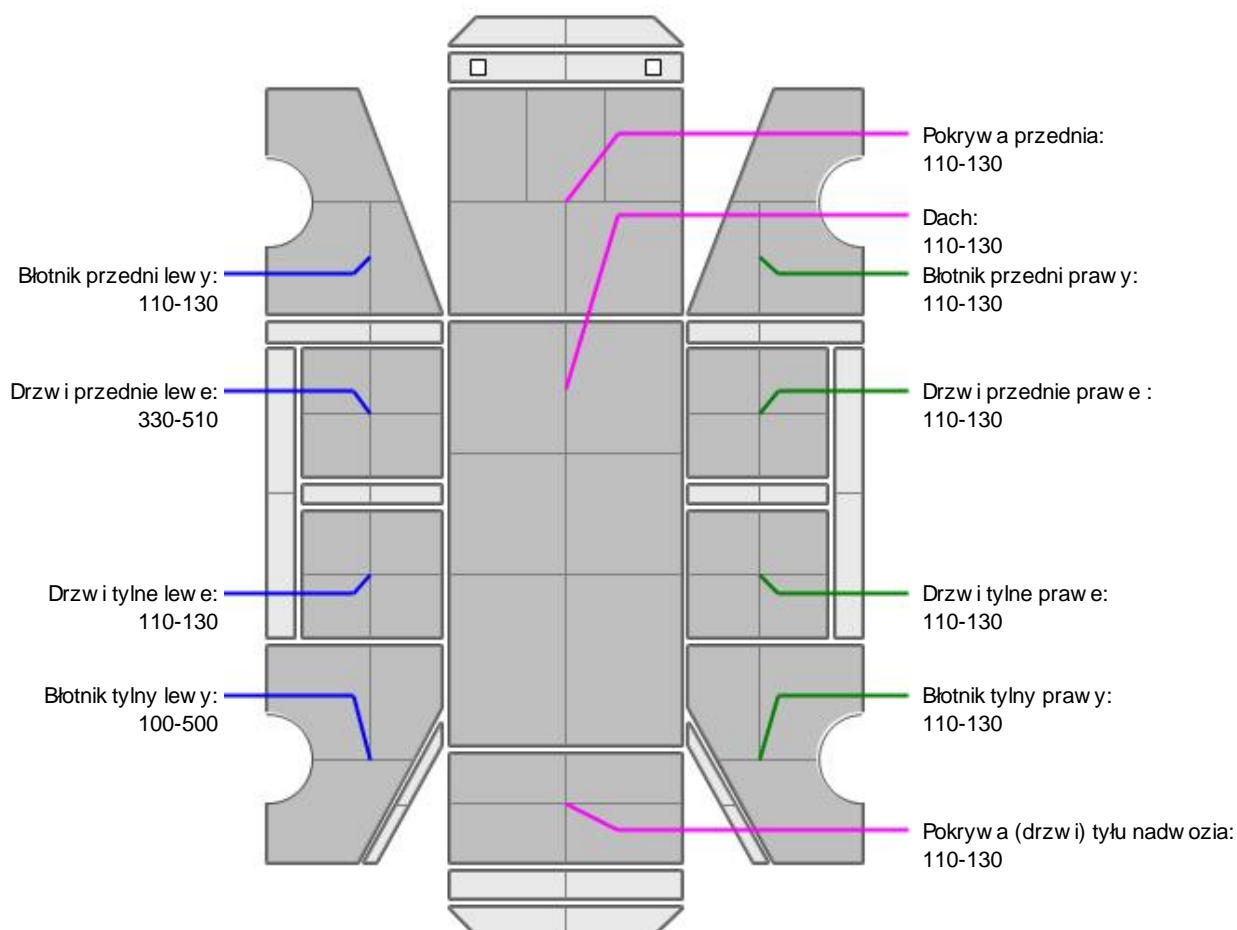 Pokrywa przednia:
110-130
Dach:
110-130
Błotnik przedni lewy:
110-130
Błotnik przedni prawy:
110-130
Drzwi przednie lewe:
330-510
Drzwi przednie prawe :
110-130
Drzwi tylne lewe:
110-130
Drzwi tylne prawe:
110-130
Błotnik tylny lewy:
100-500
Błotnik tylny prawy:
110-130
Pokrywa (drzwi) tyłu nadwozia:
110-130